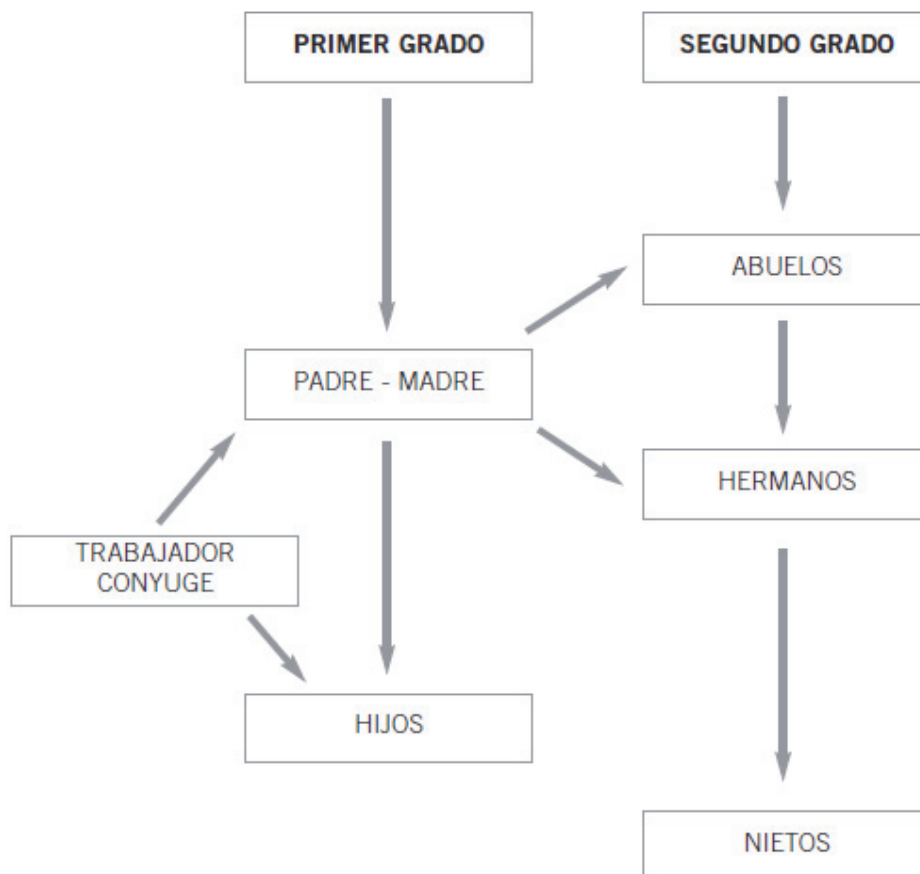 PRIMER GRADO
SEGUNDO GRADO
ABUELOS
PADRE - MADRE
HERMANOS
TRABAJADOR
CONYUGE
HIJOS
NIETOS